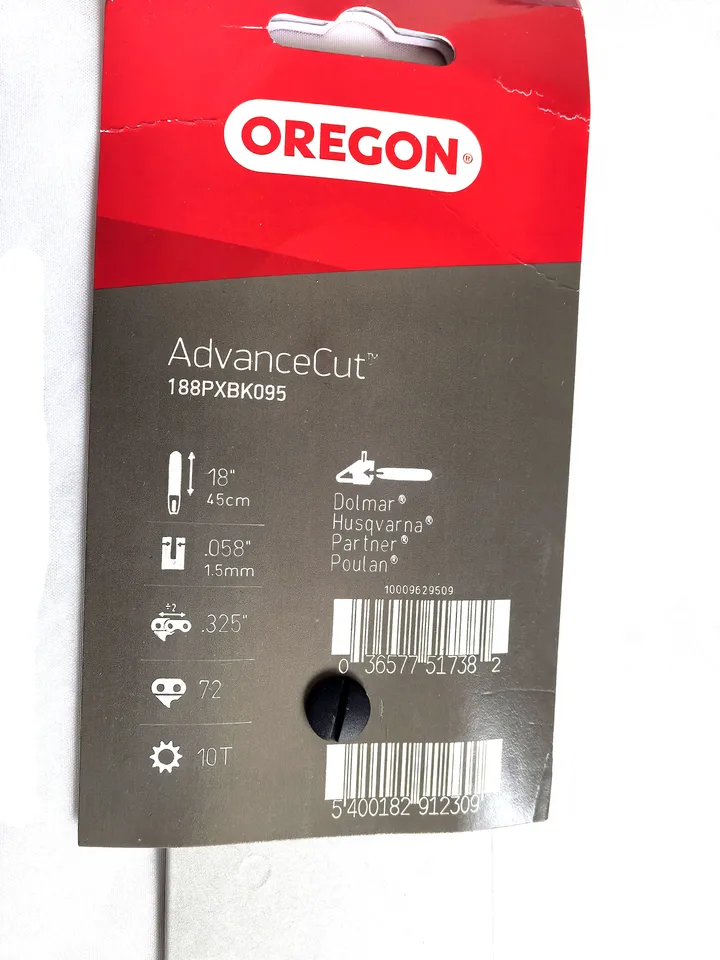 OREGON®
AdvanceCut™
188PXBK095
18"
45cm
.058"
1.5mm
÷2
.325"
72
10T
Dolmar®
Husqvarna®
Partner®
Poulan®
10009629509
0 36577 51738 2
5 400182 912309